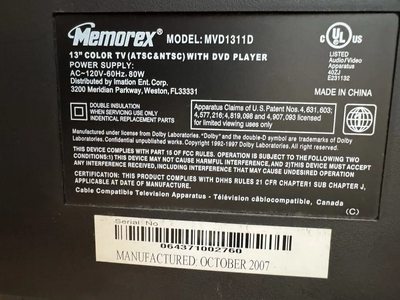 Memorex MODEL: MVD1311D
13" COLOR TV (ATSC&NTSC) WITH DVD PLAYER
POWER SUPPLY:
AC~120V-60Hz, 80W
Distributed by Imation Ent. Corp.
3200 Meridian Parkway, Weston, FL33331
C UL US
LISTED
Listed
Audio/Video
Apparatus
40ZJ
E231132
MADE IN CHINA
DOUBLE INSULATION
WHEN SERVICING USE ONLY
IDENTICAL REPLACEMENT PARTS
Apparatus Claims of U.S. Patent Nos. 4,631,603;
4,577,216; 4,819,098 and 4,907,093 licensed
for limited viewing uses only.
Manufactured under license from Dolby Laboratories. "Dolby" and the double-D symbol are trademarks of Dolby
Laboratories. Confidential unpublished works. Copyright 1992-1997 Dolby Laboratories. All rights reserved.
THIS DEVICE COMPLIES WITH PART 15 OF FCC RULES. OPERATION IS SUBJECT TO THE FOLLOWING TWO
CONDITIONS:1) THIS DEVICE MAY NOT CAUSE HARMFUL INTERFERENCE, AND 2)THIS DEVICE MUST
ACCEPT ANY INTERFERENCE RECEIVED, INCLUDING INTERFERENCE THAT MAY CAUSE UNDESIRED OPERATION
CERTIFICATION: THIS PRODUCT COMPLIES WITH DHHS RULES 21 CFR CHAPTER1 SUB CHAPTER J,
APPLICABLE AT DATE OF MANUFACTURE.
Cable Compatible Television Apparatus - Télévision câblocompatible, Canada
(C)
Serial No
064371002760
MANUFACTURED: OCTOBER 2007